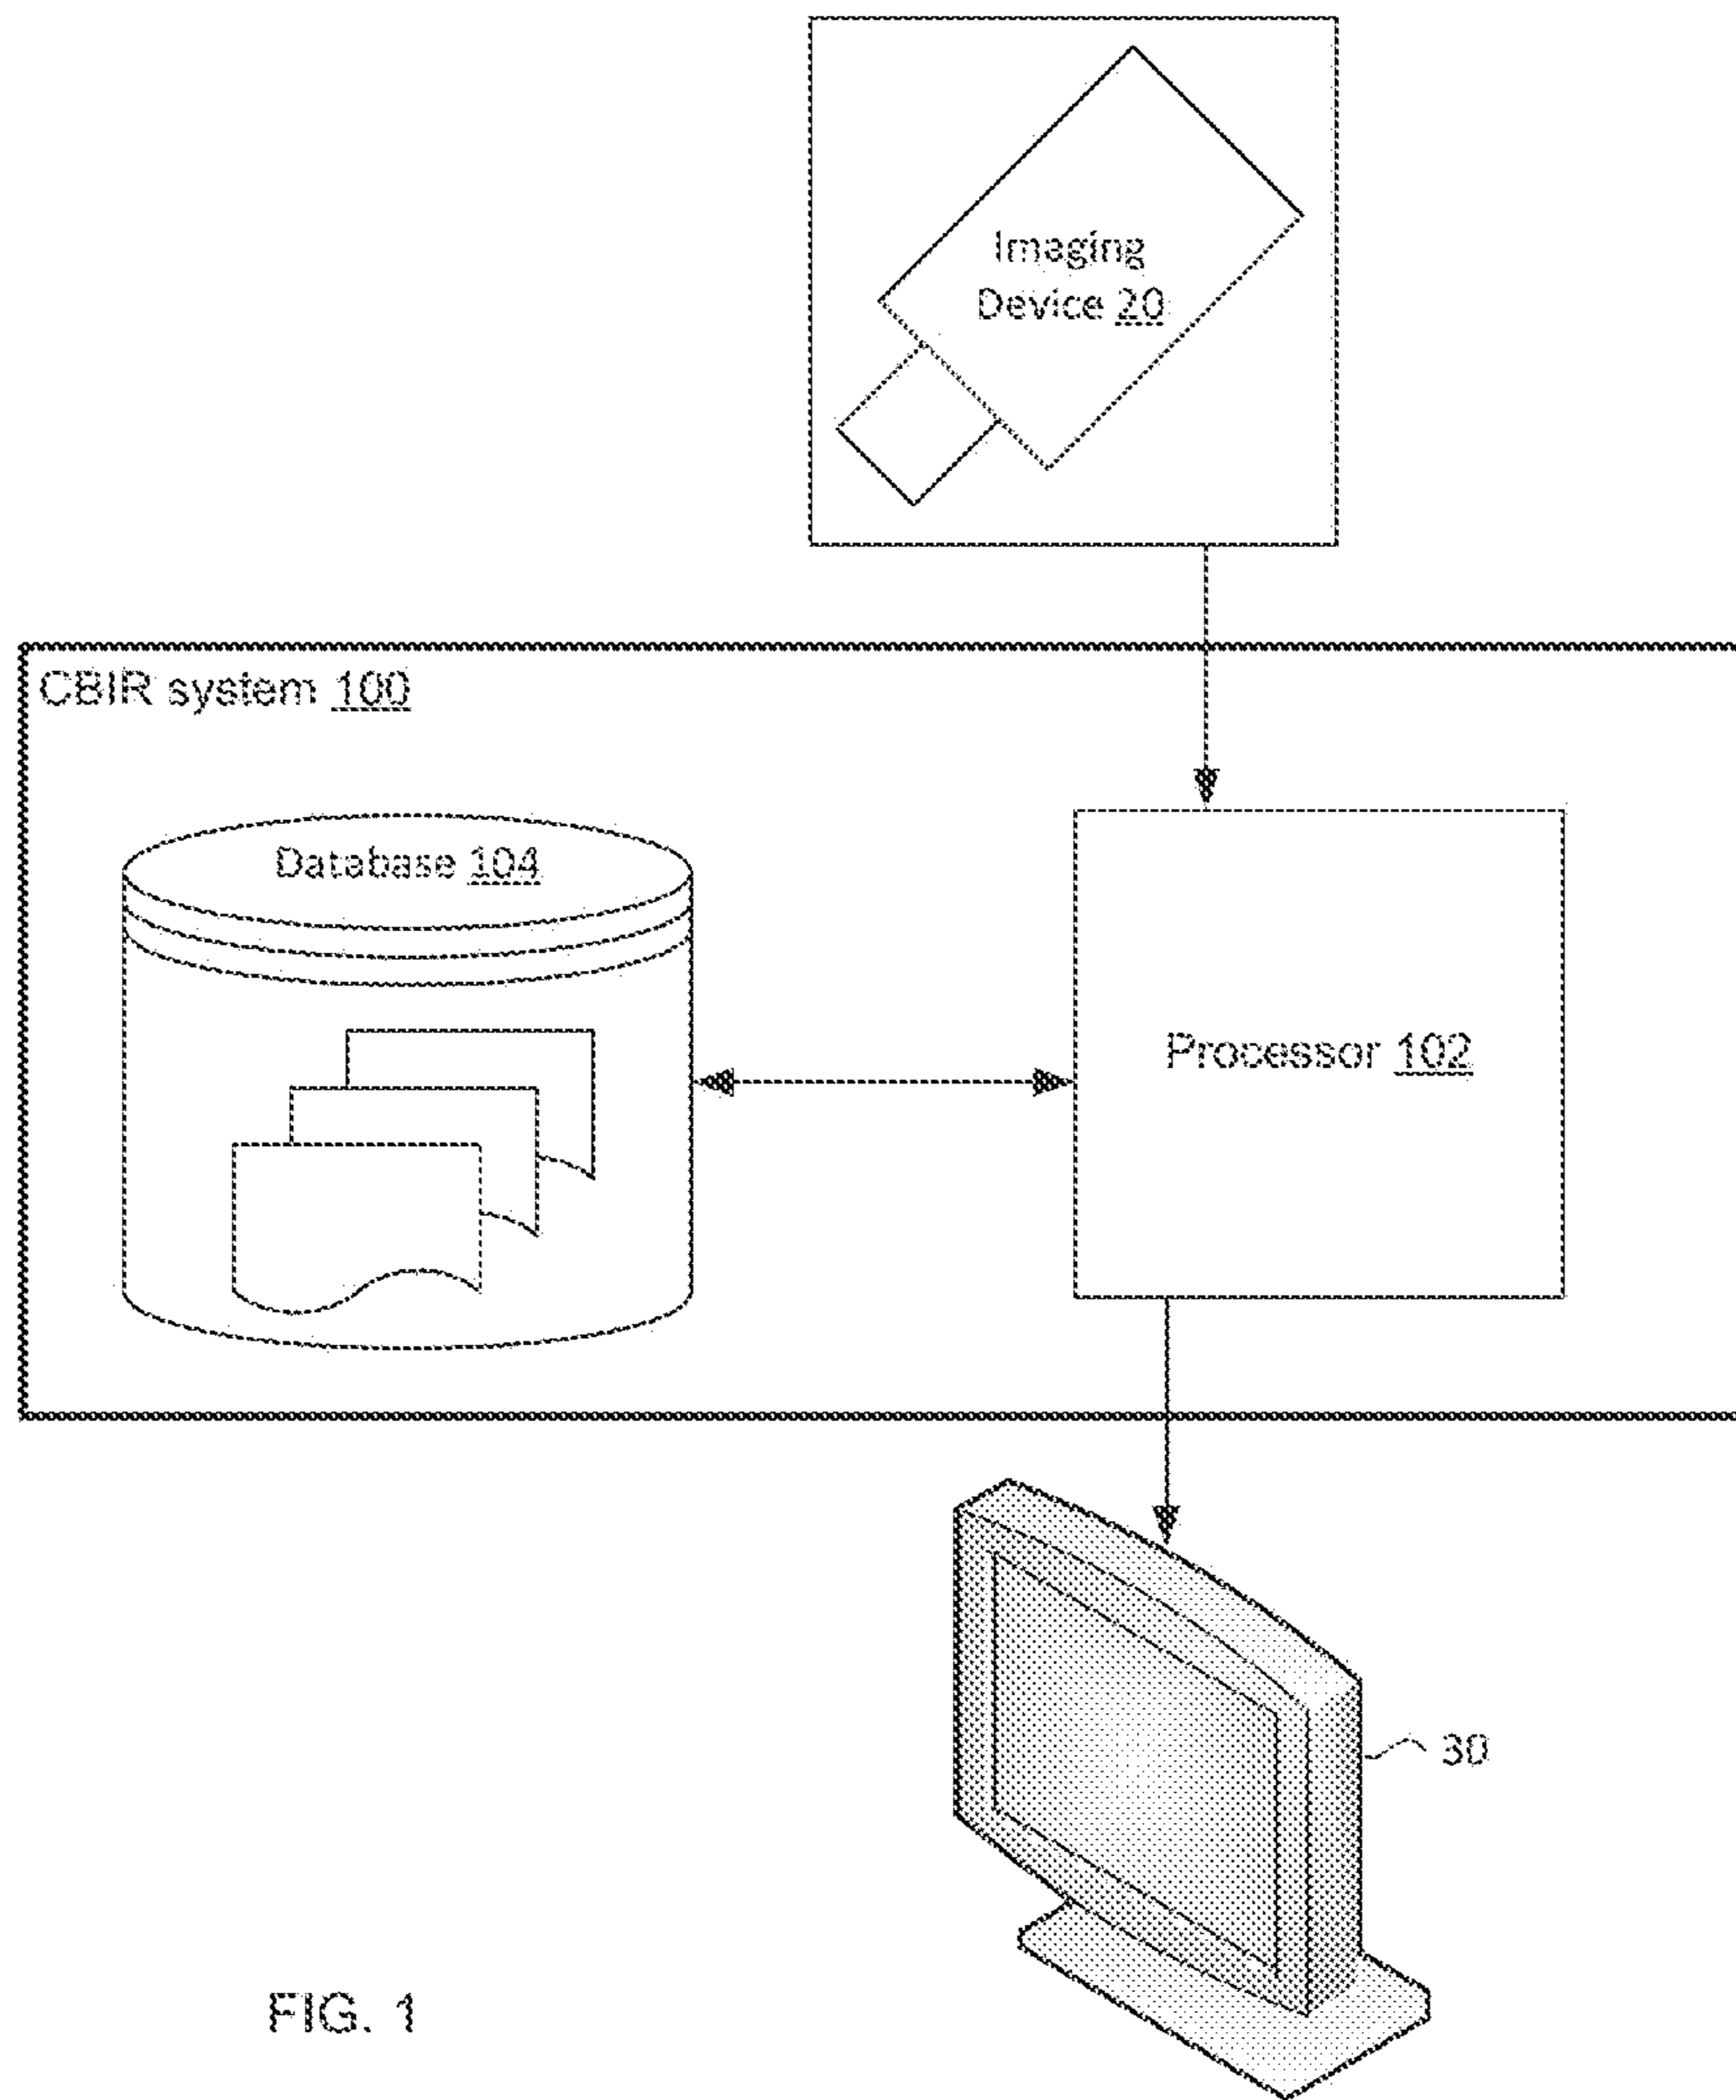 Imaging
Device 20
CBIR system 100
Database 104
Processor 102
30
FIG. 1